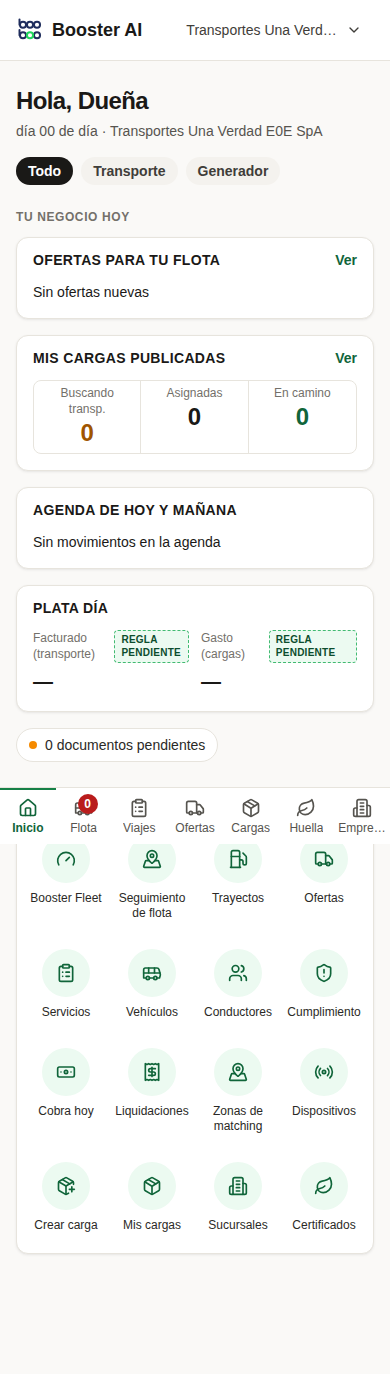 Booster AI
Transportes Una Verd…
Hola, Dueña
día 00 de día · Transportes Una Verdad E0E SpA
Todo
Transporte
Generador
TU NEGOCIO HOY
OFERTAS PARA TU FLOTA
Ver
Sin ofertas nuevas
MIS CARGAS PUBLICADAS
Ver
Buscando
transp.
0
Asignadas
0
En camino
0
AGENDA DE HOY Y MAÑANA
Sin movimientos en la agenda
PLATA DÍA
Facturado
(transporte)
REGLA
PENDIENTE
—
Gasto
(cargas)
REGLA
PENDIENTE
—
0 documentos pendientes
Inicio
0
Flota
Viajes
Ofertas
Cargas
Huella
Empre…
Booster Fleet
Seguimiento
de flota
Trayectos
Ofertas
Servicios
Vehículos
Conductores
Cumplimiento
Cobra hoy
Liquidaciones
Zonas de
matching
Dispositivos
Crear carga
Mis cargas
Sucursales
Certificados